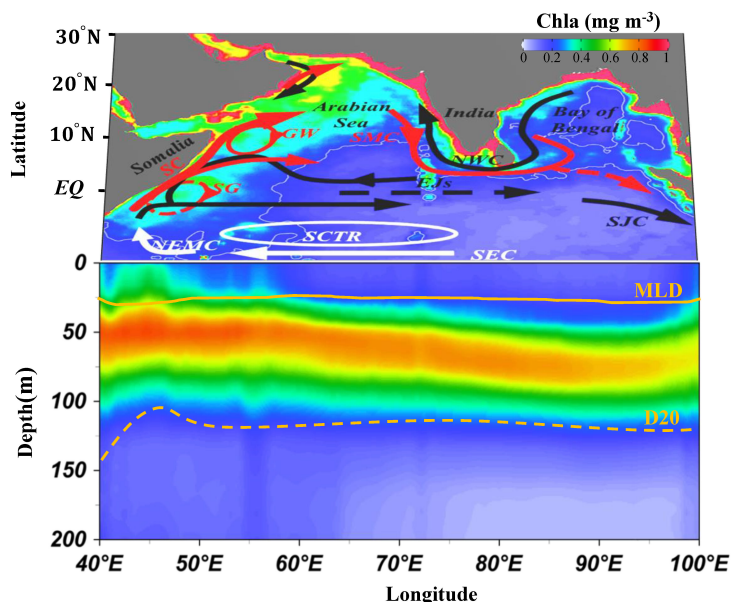 Chla (mg m-3)
0 0.2 0.4 0.6 0.8 1
30°N
20°N
10°N
EQ
Latitude
Arabian
Sea
India
Bay of
Bengal
Somalia
SC
GW
SMC
NWC
SG
EJs
SJC
NEMC
SCTR
SEC
0
50
100
150
200
Depth(m)
MLD
D20
40°E 50°E 60°E 70°E 80°E 90°E 100°E
Longitude